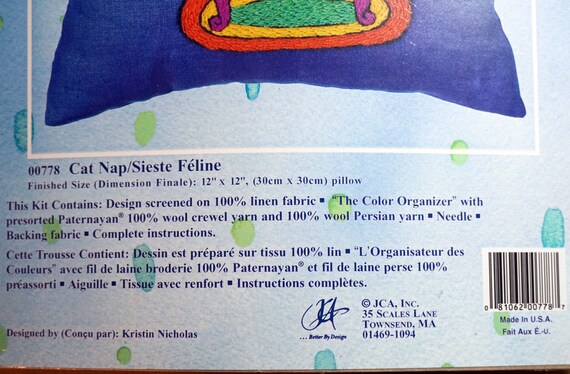 00778 Cat Nap/Sieste Féline
Finished Size (Dimension Finale): 12" x 12", (30cm x 30cm) pillow
This Kit Contains: Design screened on 100% linen fabric ▪ "The Color Organizer" with
presorted Paternayan® 100% wool crewel yarn and 100% wool Persian yarn ▪ Needle ▪
Backing fabric ▪ Complete instructions.
Cette Trousse Contient: Dessin est préparé sur tissu 100% lin ▪ "L'Organisateur des
Couleurs" avec fil de laine broderie 100% Paternayan® et fil de laine perse 100%
préassorti ▪ Aiguille ▪ Tissue avec renfort ▪ Instructions complètes.
Designed by (Conçu par): Kristin Nicholas
JCA
... Better By Design
© JCA, INC.
35 SCALES LANE
TOWNSEND, MA
01469-1094
0 81062 00778 7
Made In U.S.A.
Fait Aux É.-U.